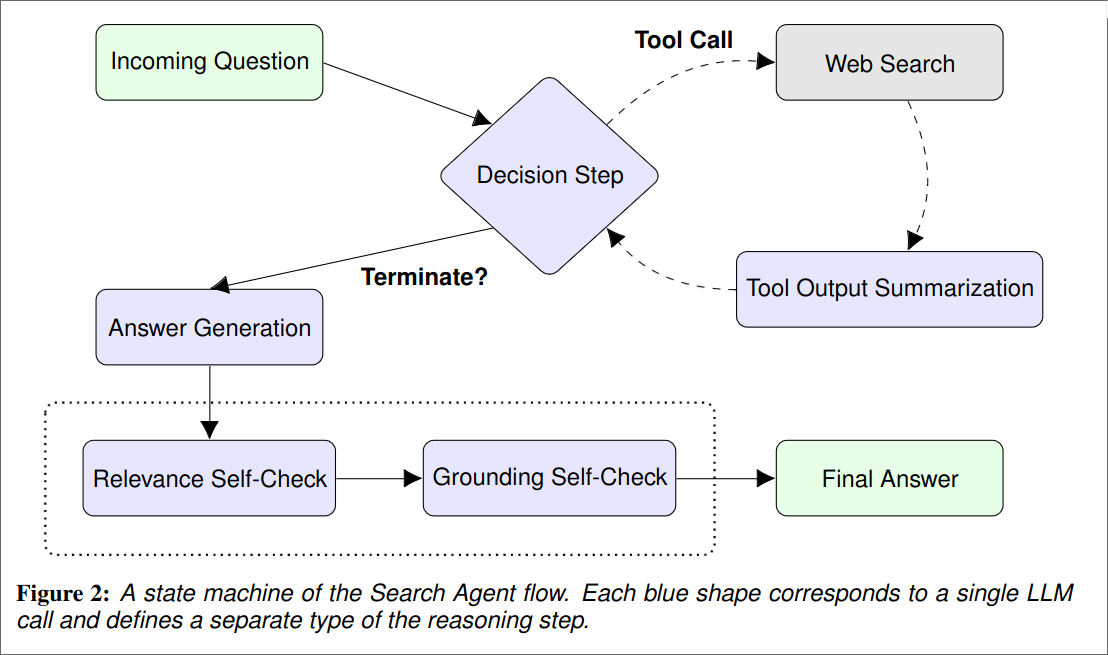 Incoming Question
Tool Call
Web Search
Decision Step
Terminate?
Tool Output Summarization
Answer Generation
Relevance Self-Check
Grounding Self-Check
Final Answer
Figure 2: A state machine of the Search Agent flow. Each blue shape corresponds to a single LLM
call and defines a separate type of the reasoning step.